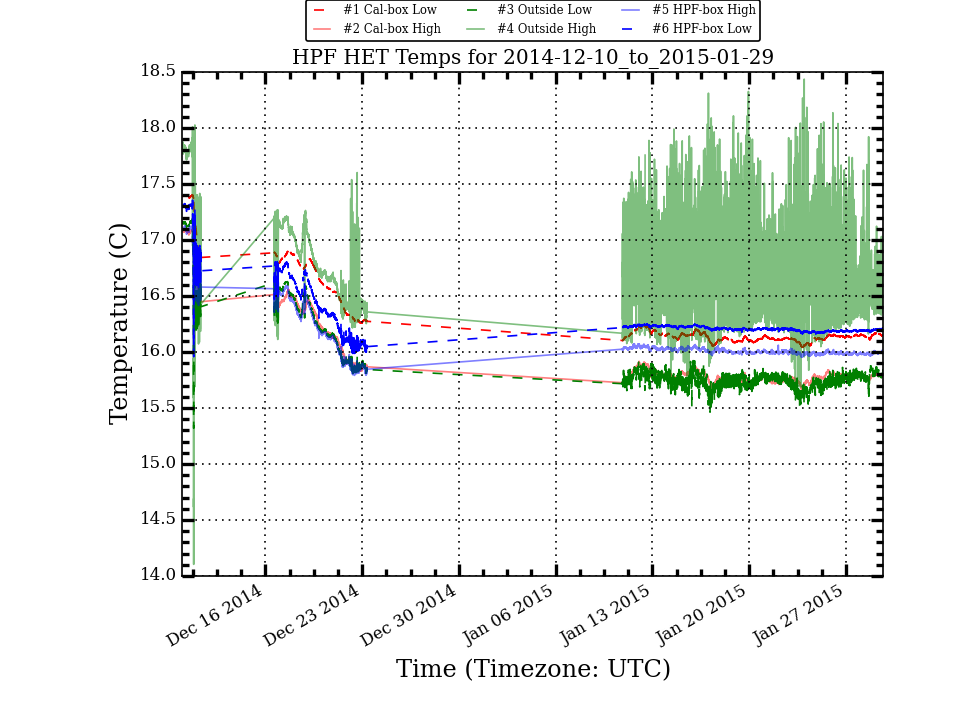 #1 Cal-box Low #3 Outside Low #5 HPF-box High
#2 Cal-box High #4 Outside High #6 HPF-box Low
HPF HET Temps for 2014-12-10_to_2015-01-29
18.5
18.0
17.5
17.0
16.5
16.0
15.5
15.0
14.5
14.0
Temperature (C)
Dec 16 2014
Dec 23 2014
Dec 30 2014
Jan 06 2015
Jan 13 2015
Jan 20 2015
Jan 27 2015
Time (Timezone: UTC)